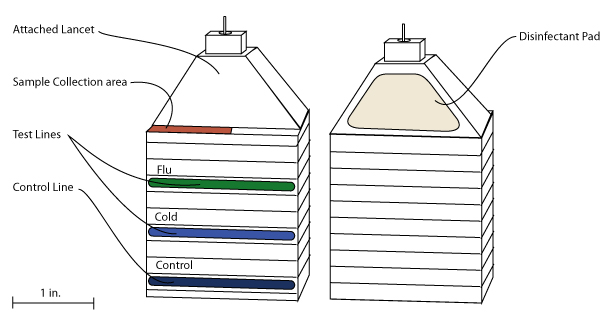 Attached Lancet
Disinfectant Pad
Sample Collection area
Test Lines
Flu
Control Line
Cold
Control
1 in.